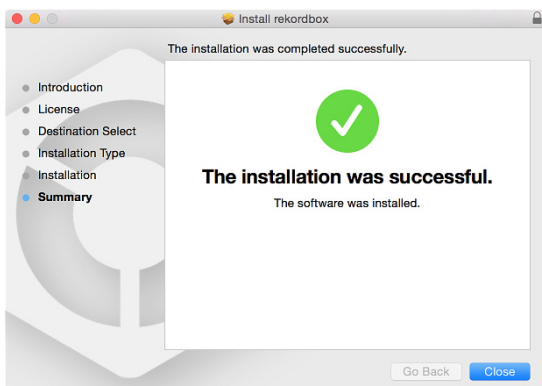 Install rekordbox
The installation was completed successfully.
Introduction
License
Destination Select
Installation Type
Installation
Summary
The installation was successful.
The software was installed.
Go Back
Close